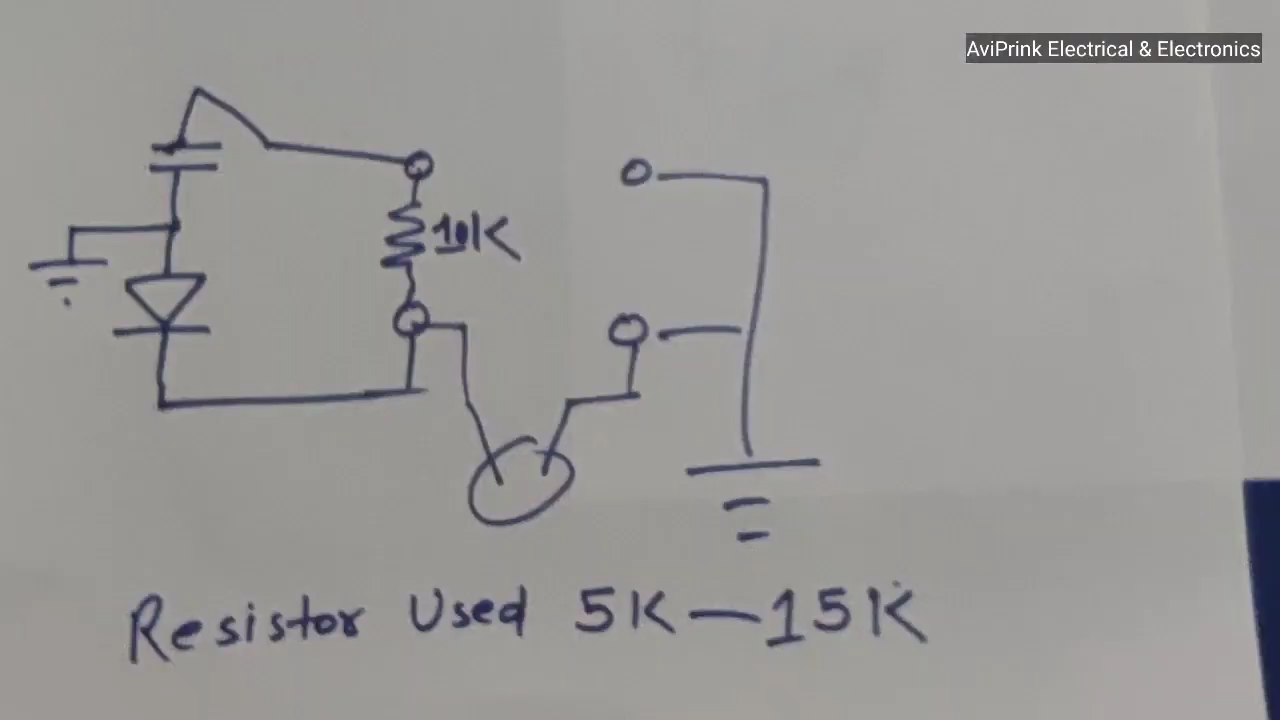 AviPrink Electrical & Electronics
10K
Resistor Used 5K — 15K